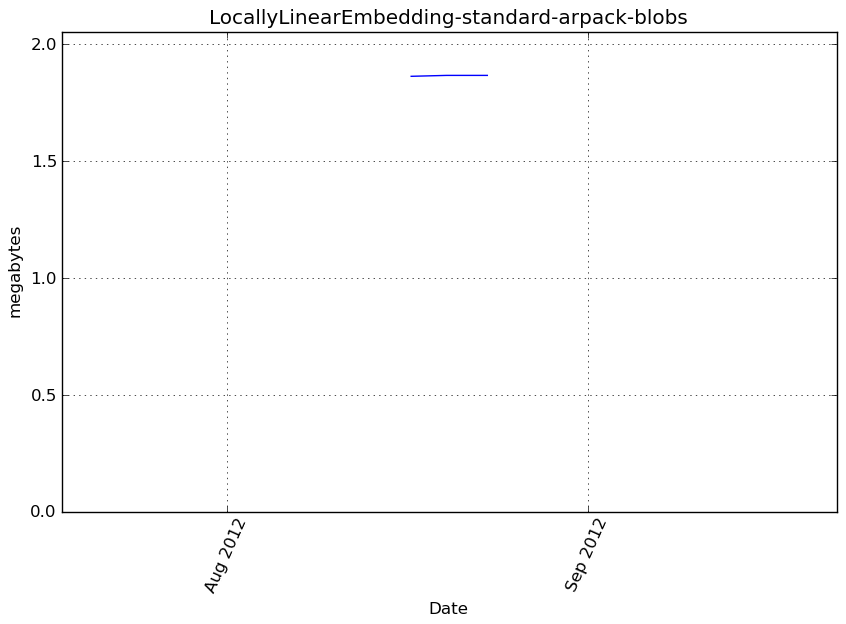 LocallyLinearEmbedding-standard-arpack-blobs
2.0
1.5
1.0
0.5
0.0
megabytes
Aug 2012
Sep 2012
Date